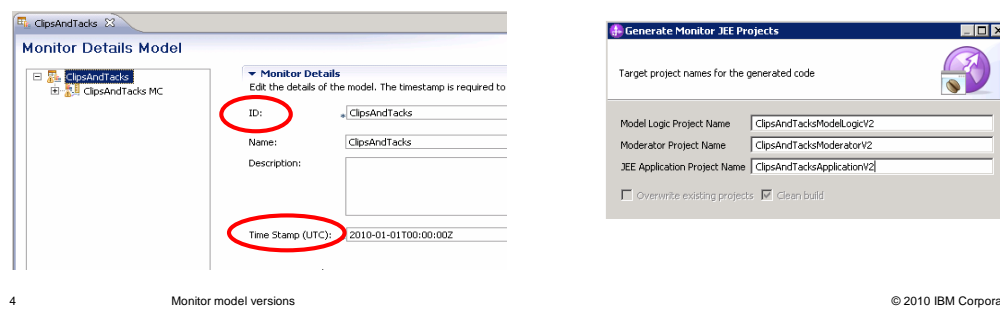 ClipsAndTacks
Monitor Details Model
ClipsAndTacks
ClipsAndTacks MC
Monitor Details
Edit the details of the model. The timestamp is required to
ID:
* ClipsAndTacks
Name:
ClipsAndTacks
Description:
Time Stamp (UTC):
2010-01-01T00:00:00Z
Generate Monitor JEE Projects
Target project names for the generated code
Model Logic Project Name ClipsAndTacksModelLogicV2
Moderator Project Name ClipsAndTacksModeratorV2
JEE Application Project Name ClipsAndTacksApplicationV2
Overwrite existing projects Clean build
4 Monitor model versions © 2010 IBM Corpora